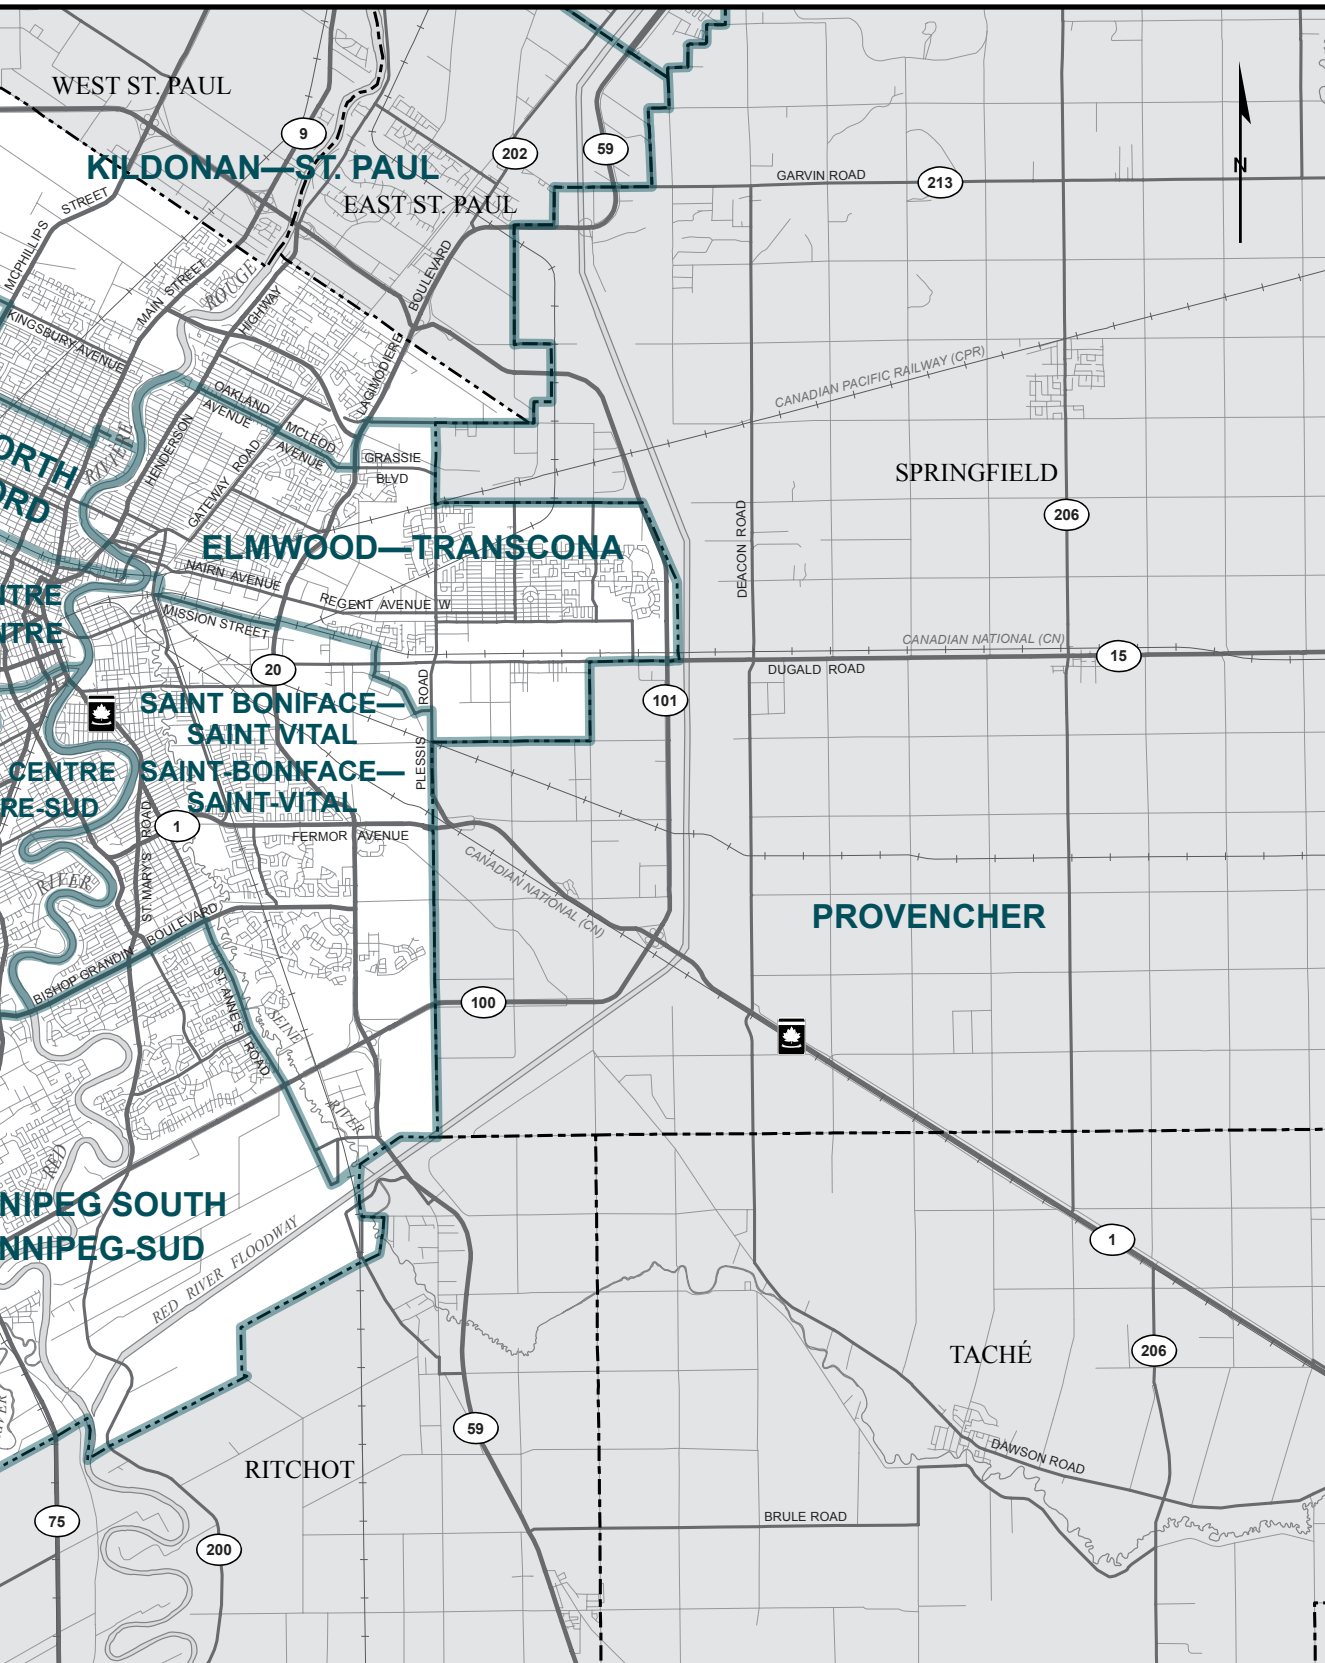 WEST ST. PAUL
9
202
59
KILDONAN—ST. PAUL
GARVIN ROAD
213
N
STREET
EAST ST. PAUL
MCPHILLIPS
MAIN STREET
ROUGE
HIGHWAY
BOULEVARD
KINGSBURY AVENUE
LAGIMODIERE
CANADIAN PACIFIC RAILWAY (CPR)
OAKLAND
AVENUE
MCLEOD
AVENUE
HENDERSON
RIVIÈRE
GATEWAY ROAD
GRASSIE
BLVD
ORTH
ORD
SPRINGFIELD
206
DEACON ROAD
ELMWOOD—TRANSCONA
NAIRN AVENUE
REGENT AVENUE W
NTRE
NTRE
MISSION STREET
CANADIAN NATIONAL (CN)
15
DUGALD ROAD
20
101
PLESSIS ROAD
SAINT BONIFACE—
SAINT VITAL
CENTRE
RE-SUD
SAINT-BONIFACE—
SAINT-VITAL
1
FERMOR AVENUE
CANADIAN NATIONAL (CN)
ST. MARY'S ROAD
RIVER
PROVENCHER
BISHOP GRANDIN BOULEVARD
ST. ANNE'S ROAD
SEINE
RIVER
100
RED
NIPEG SOUTH
NNIPEG-SUD
RED RIVER FLOODWAY
1
TACHÉ
206
59
RIVER
RITCHOT
DAWSON ROAD
75
200
BRULE ROAD